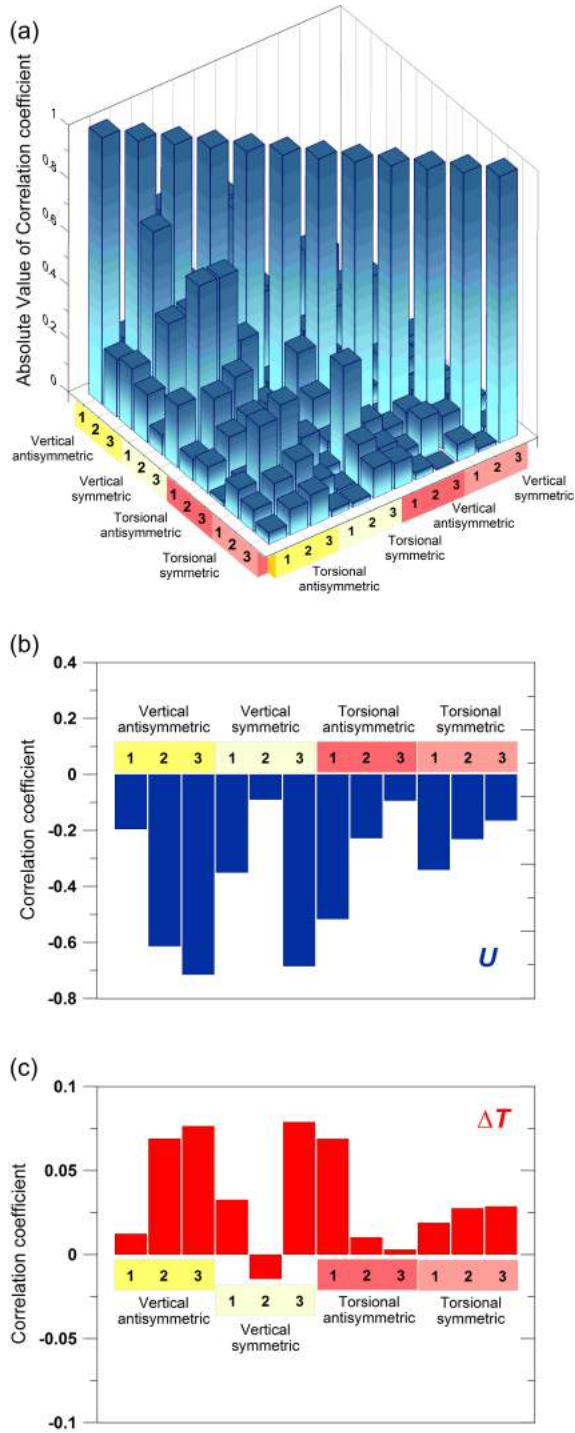 (a)
Absolute Value of Correlation coefficient
1
0.8
0.6
0.4
0.2
0
1 2 3 1 2 3 1 2 3 1 2 3
Vertical
antisymmetric
Vertical
symmetric
Torsional
antisymmetric
Torsional
symmetric
1 2 3 1 2 3 1 2 3 1 2 3
Torsional
antisymmetric
Torsional
symmetric
Vertical
antisymmetric
Vertical
symmetric
(b)
Correlation coefficient
0.4
0.2
0
-0.2
-0.4
-0.6
-0.8
Vertical
antisymmetric
Vertical
symmetric
Torsional
antisymmetric
Torsional
symmetric
1 2 3 1 2 3 1 2 3 1 2 3
U
(c)
Correlation coefficient
0.1
0.05
0
-0.05
-0.1
ΔT
1 2 3 1 2 3 1 2 3 1 2 3
Vertical
antisymmetric
Vertical
symmetric
Torsional
antisymmetric
Torsional
symmetric